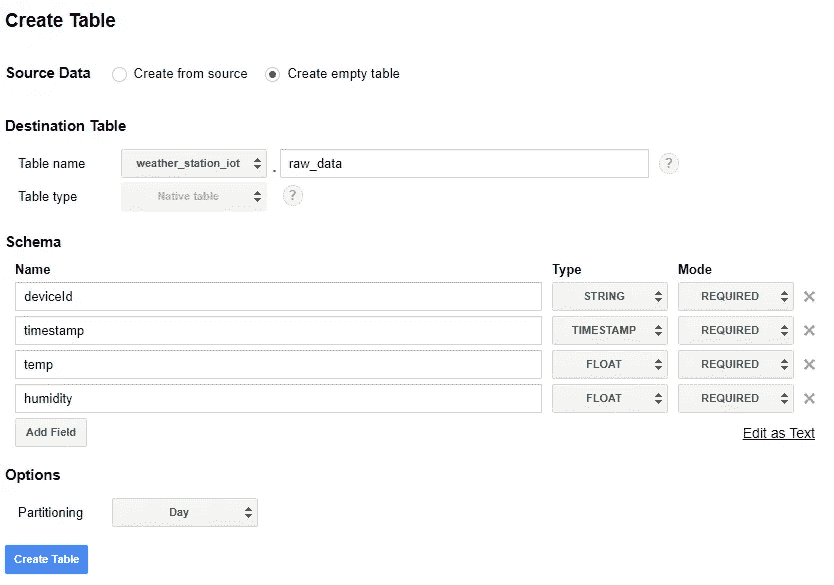 Create Table
Source Data Create from source Create empty table
Destination Table
Table name weather_station_iot . raw_data ?
Table type Native table ?
Schema
Name Type Mode
deviceId STRING REQUIRED
timestamp TIMESTAMP REQUIRED
temp FLOAT REQUIRED
humidity FLOAT REQUIRED
Add Field Edit as Text
Options
Partitioning Day
Create Table